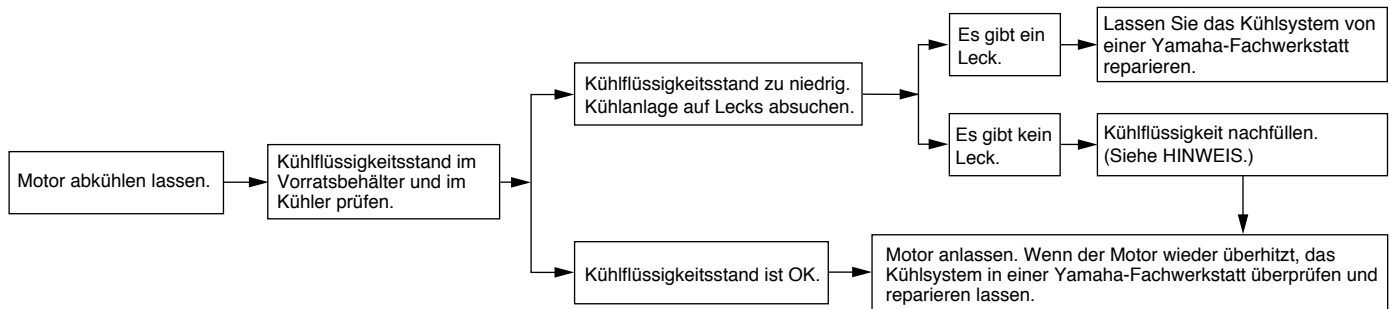 Motor abkühlen lassen.
Kühlflüssigkeitsstand im
Vorratsbehälter und im
Kühler prüfen.
Kühlflüssigkeitsstand zu niedrig.
Kühlanlage auf Lecks absuchen.
Es gibt ein
Leck.
Lassen Sie das Kühlsystem von
einer Yamaha-Fachwerkstatt
reparieren.
Es gibt kein
Leck.
Kühlflüssigkeit nachfüllen.
(Siehe HINWEIS.)
Kühlflüssigkeitsstand ist OK.
Motor anlassen. Wenn der Motor wieder überhitzt, das
Kühlsystem in einer Yamaha-Fachwerkstatt überprüfen und
reparieren lassen.